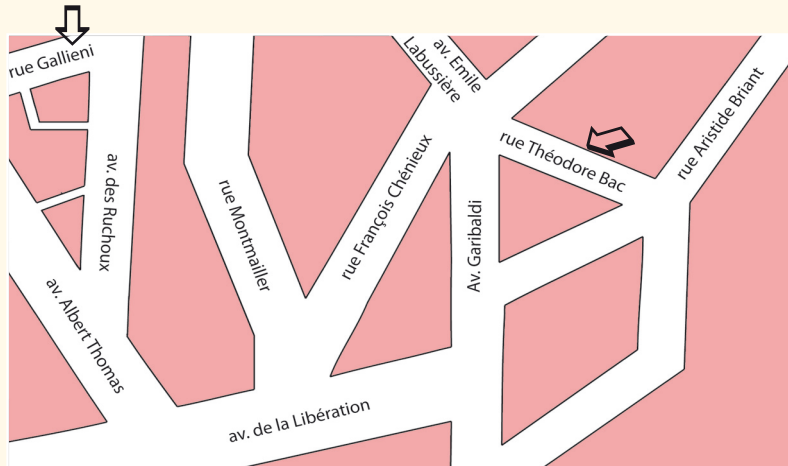 rue Gallieni
av. Emile
Labussière
rue Aristide Briant
rue Théodore Bac
av. des Ruchoux
rue Montmailler
rue François Chénieux
Av. Garibaldi
av. Albert Thomas
av. de la Libération